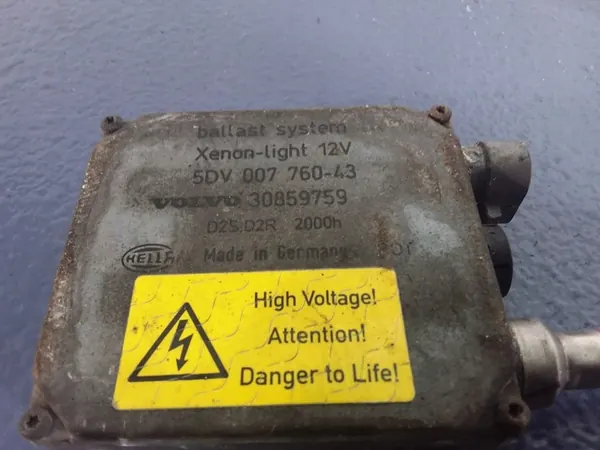 ballast system
Xenon-light 12V
5DV 007 760-43
VOLVO 30859759
D2S,D2R 2000h
HELLA Made in Germany
High Voltage!
Attention!
Danger to Life!